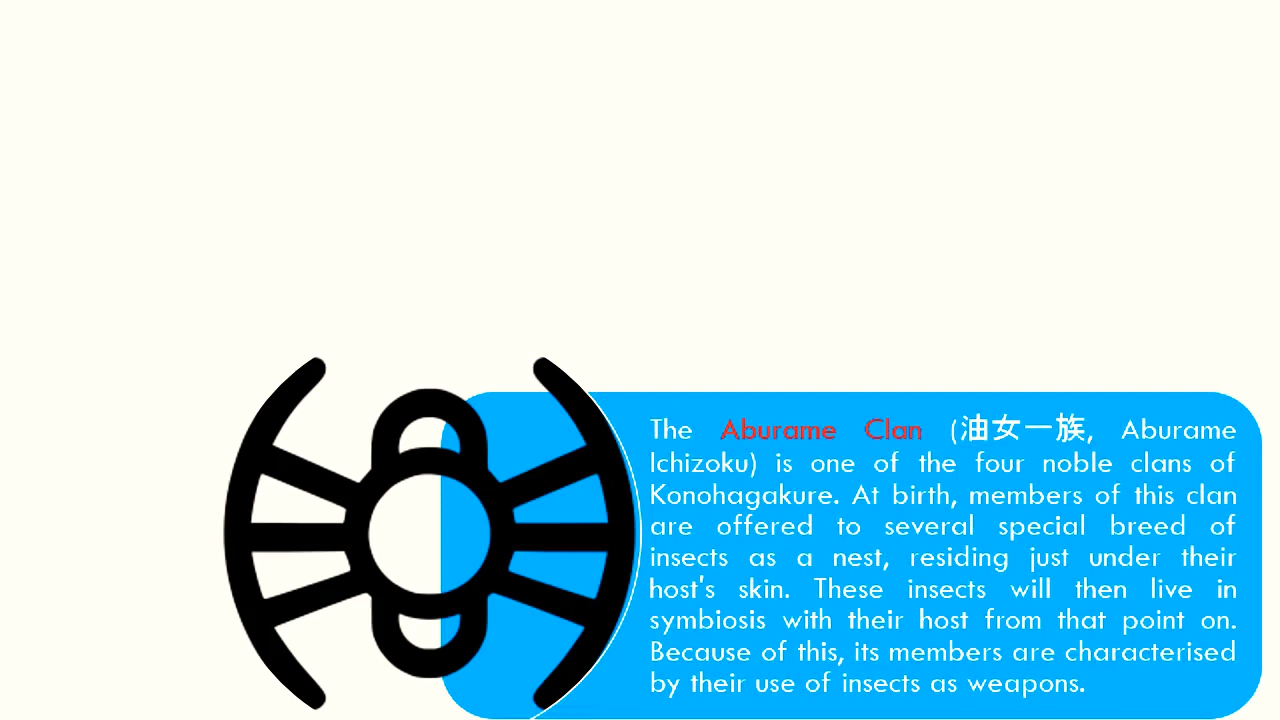 The Aburame Clan (油女一族, Aburame
Ichizoku) is one of the four noble clans of
Konohagakure. At birth, members of this clan
are offered to several special breed of
insects as a nest, residing just under their
host's skin. These insects will then live in
symbiosis with their host from that point on.
Because of this, its members are characterised
by their use of insects as weapons.